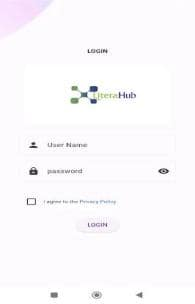 LOGIN
LiteraHub
User Name
password
I agree to the Privacy Policy
LOGIN